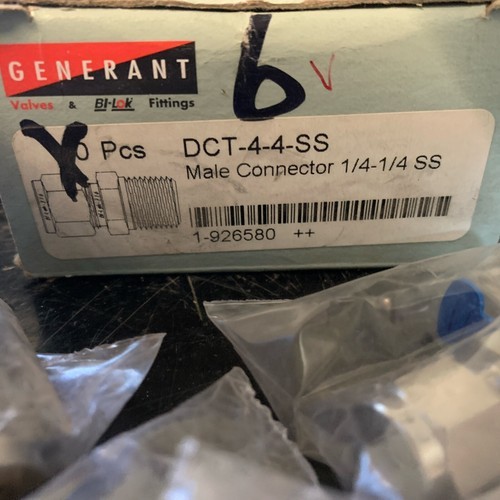 GENERANT
Valves & BI-LOK Fittings
6 V
0 Pcs
DCT-4-4-SS
Male Connector 1/4-1/4 SS
1-926580 ++